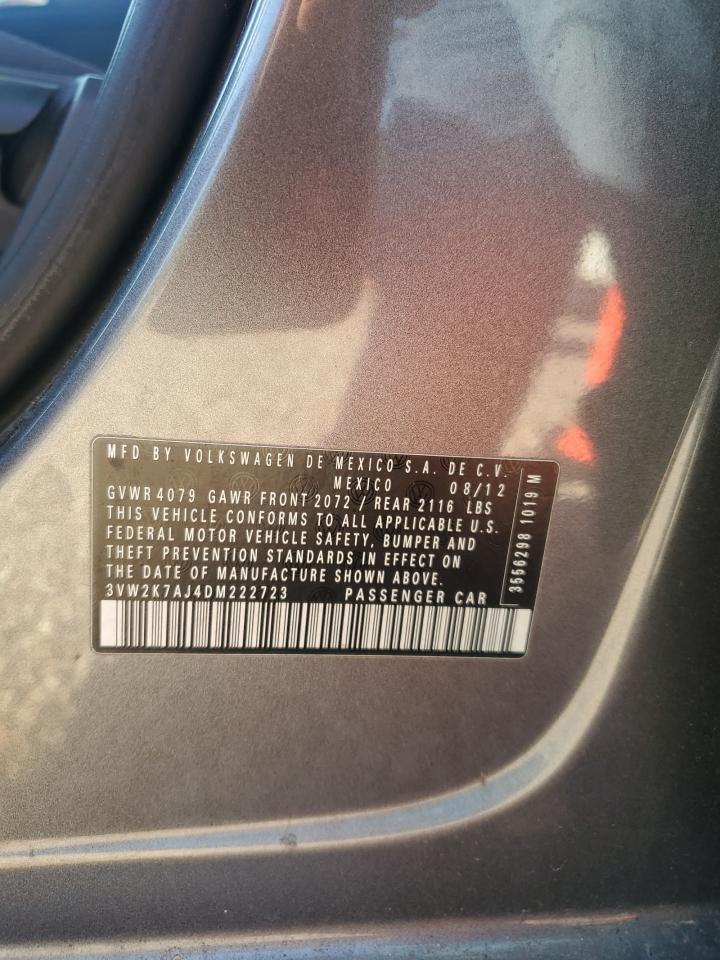 MFD BY VOLKSWAGEN DE MEXICO S.A. DE C.V.
MEXICO 08/12
GVWR 4079 GAWR FRONT 2072 / REAR 2116 LBS
THIS VEHICLE CONFORMS TO ALL APPLICABLE U.S.
FEDERAL MOTOR VEHICLE SAFETY, BUMPER AND
THEFT PREVENTION STANDARDS IN EFFECT ON
THE DATE OF MANUFACTURE SHOWN ABOVE.
3VW2K7AJ4DM222723 PASSENGER CAR
3556298 1019 M